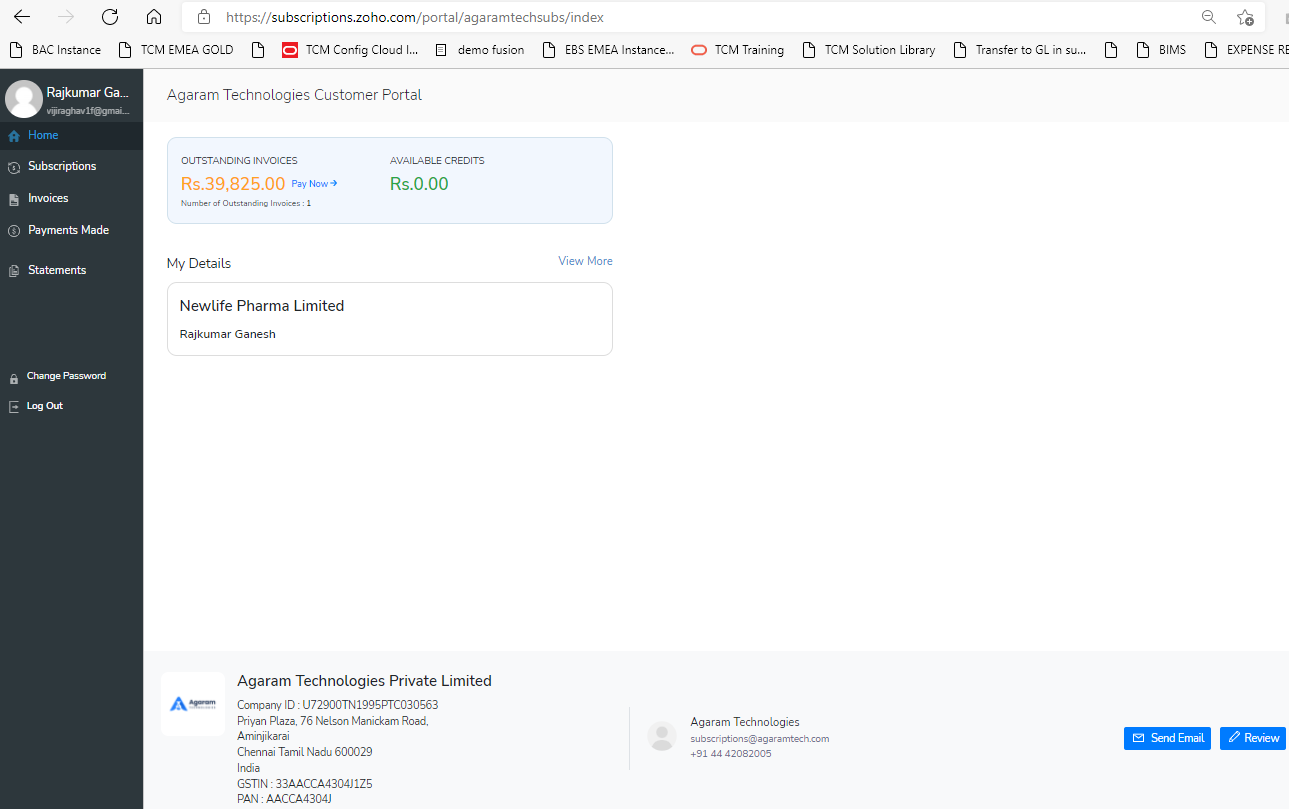 https://subscriptions.zoho.com/portal/agaramtechsubs/index
BAC Instance TCM EMEA GOLD TCM Config Cloud I... demo fusion EBS EMEA Instance... TCM Training TCM Solution Library Transfer to GL in su... BIMS EXPENSE RE
Rajkumar Ga...
vijiraghav1f@gmai...
Home
Subscriptions
Invoices
Payments Made
Statements
Change Password
Log Out
Agaram Technologies Customer Portal
OUTSTANDING INVOICES AVAILABLE CREDITS
Rs.39,825.00 Pay Now→ Rs.0.00
Number of Outstanding Invoices : 1
My Details View More
Newlife Pharma Limited
Rajkumar Ganesh
Agaram
Agaram Technologies Private Limited
Company ID : U72900TN1995PTC030563
Priyan Plaza, 76 Nelson Manickam Road,
Aminjikarai
Chennai Tamil Nadu 600029
India
GSTIN : 33AACCA4304J1Z5
PAN : AACCA4304J
Agaram Technologies
subscriptions@agaramtech.com
+91 44 42082005
Send Email Review